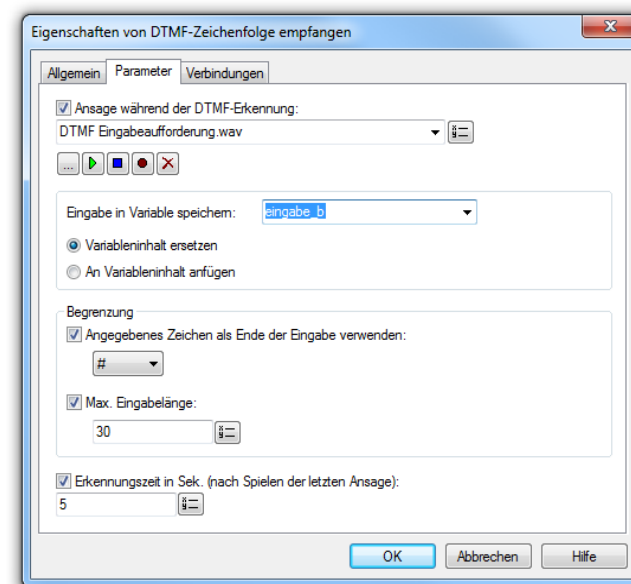 Eigenschaften von DTMF-Zeichenfolge empfangen
Allgemein Parameter Verbindungen
Ansage während der DTMF-Erkennung:
DTMF Eingabeaufforderung.wav
...
Eingabe in Variable speichern: eingabe_b
Variableninhalt ersetzen
An Variableninhalt anfügen
Begrenzung
Angegebenes Zeichen als Ende der Eingabe verwenden:
#
Max. Eingabelänge:
30
Erkennungszeit in Sek. (nach Spielen der letzten Ansage):
5
OK Abbrechen Hilfe